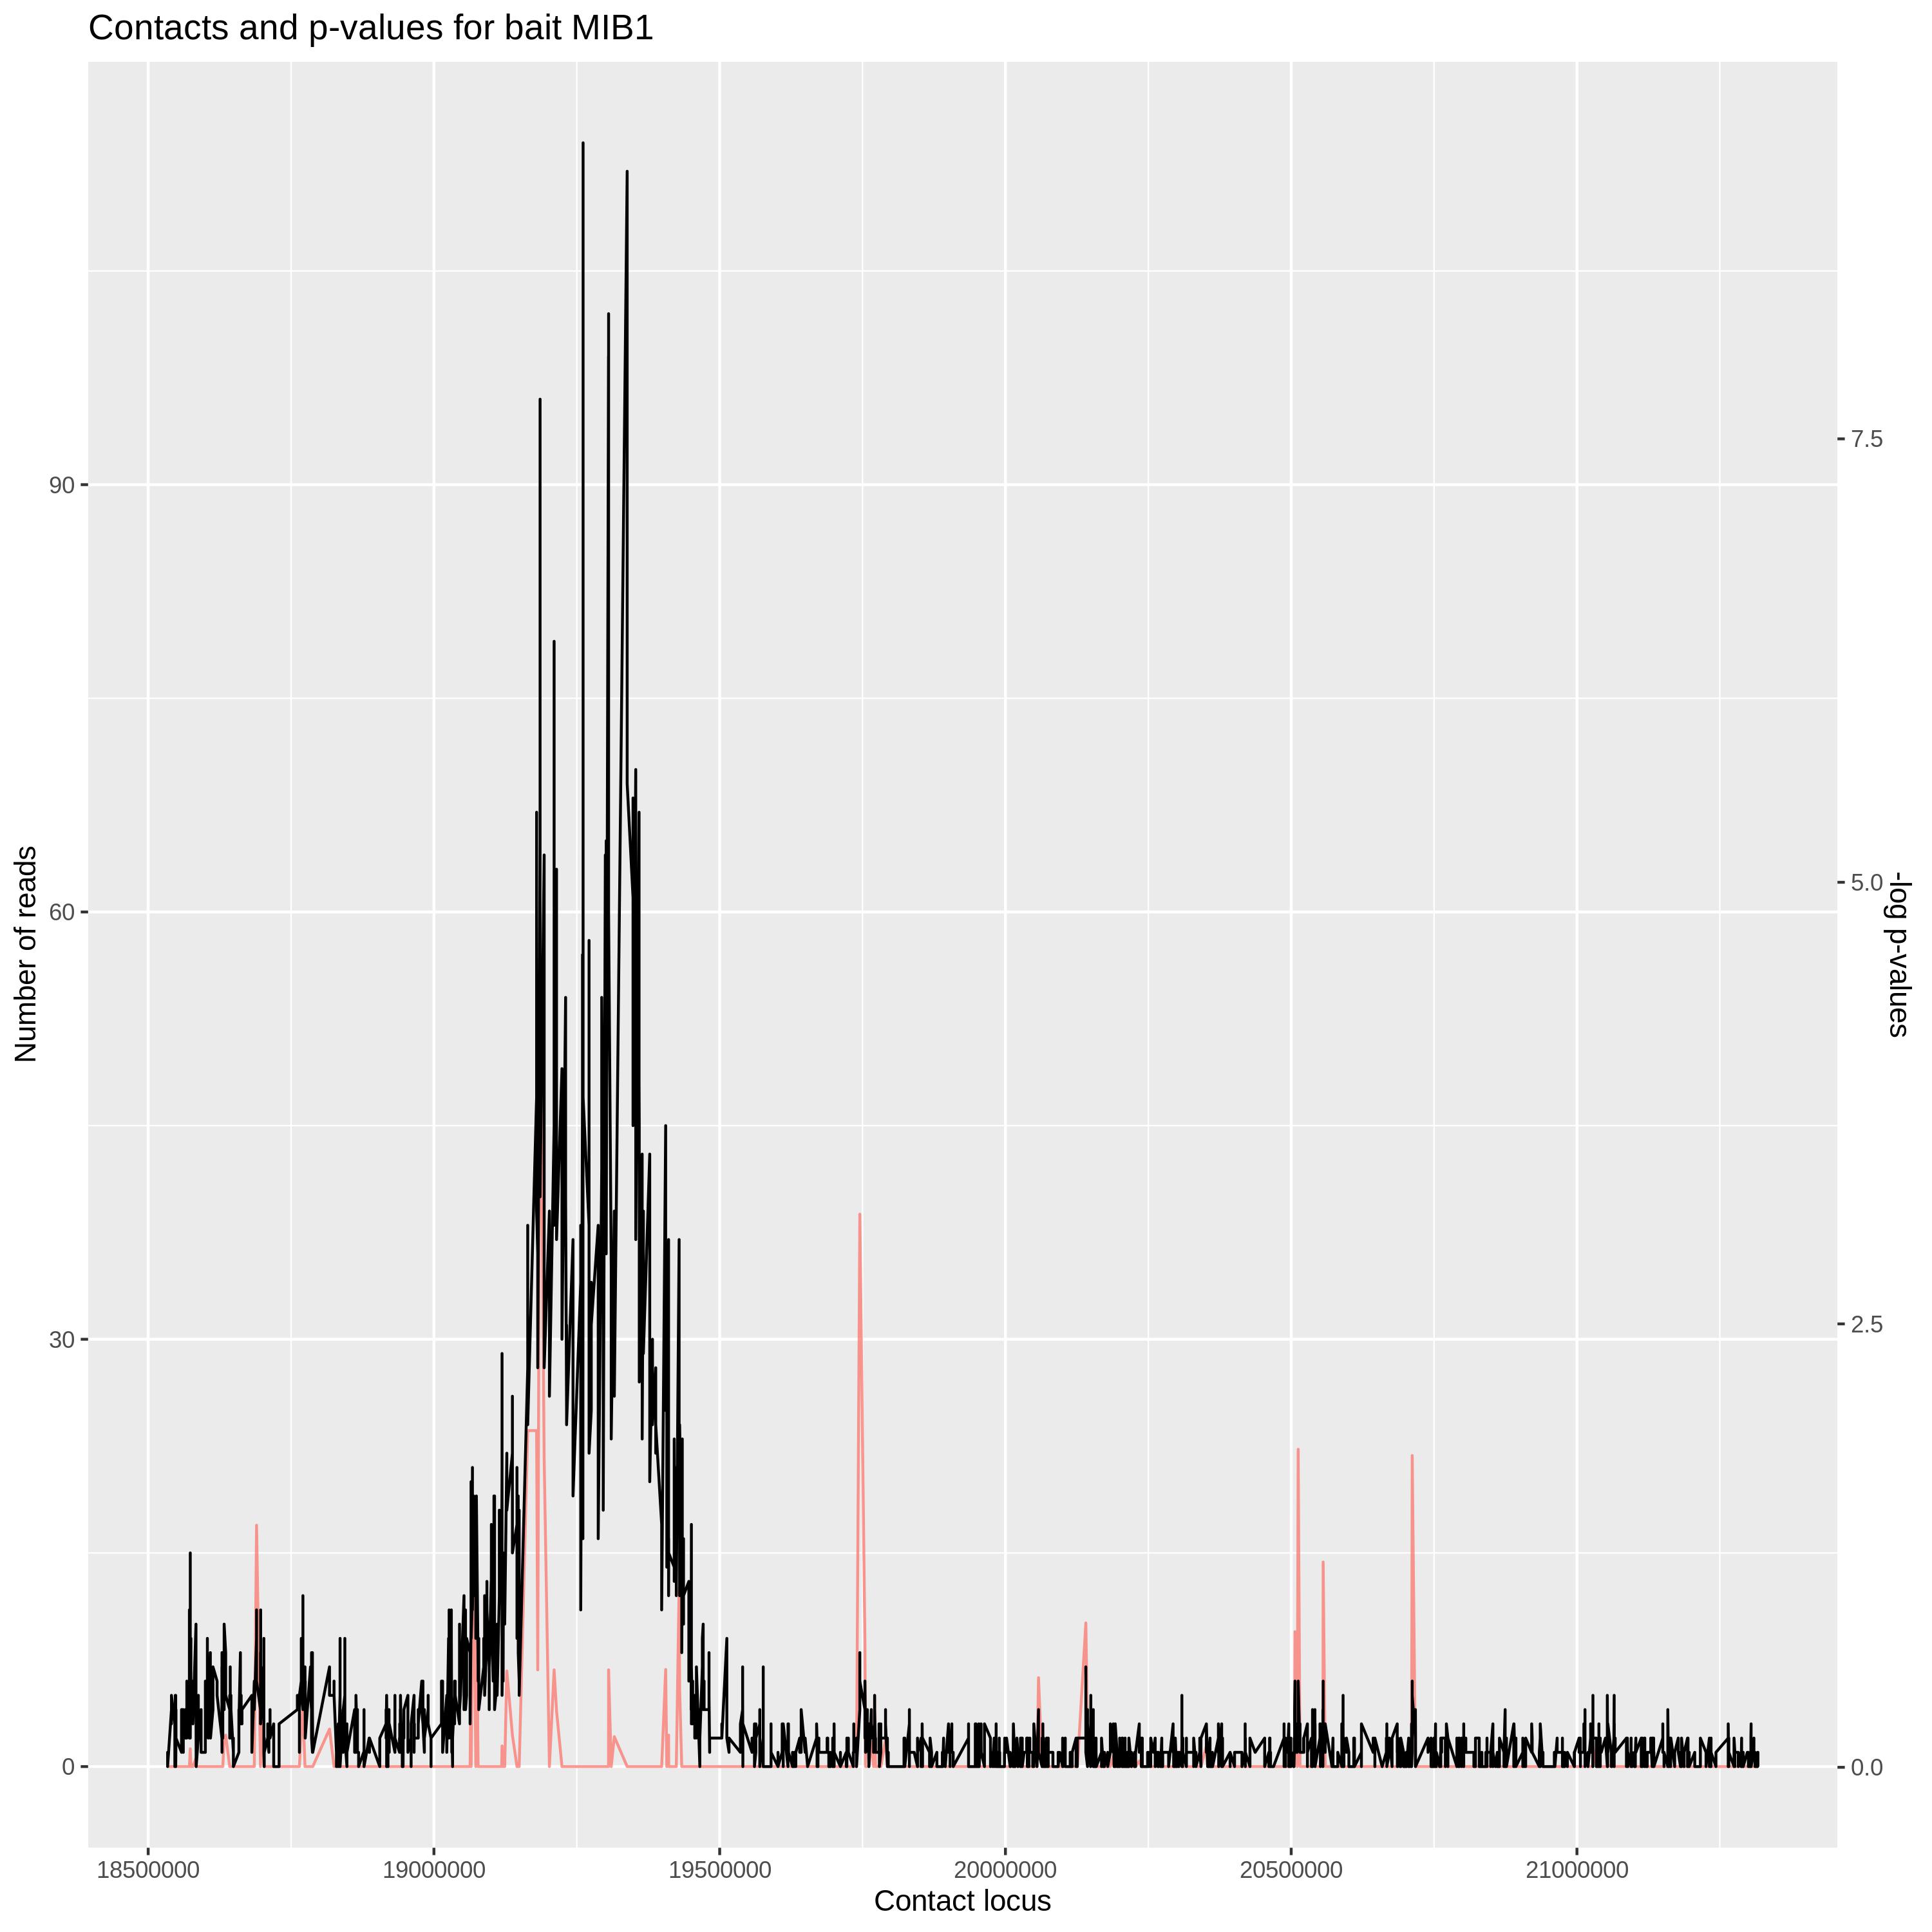 Contacts and p-values for bait MIB1
Number of reads
90
60
30
0
7.5
5.0
2.5
0.0
-log p-values
18500000 19000000 19500000 20000000 20500000 21000000
Contact locus